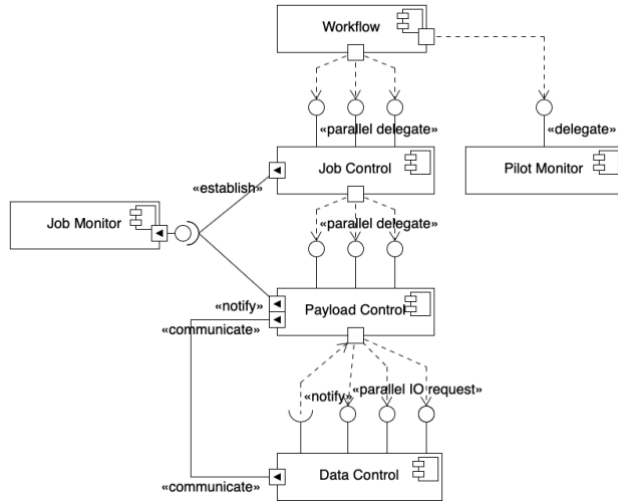 Workflow
«parallel delegate»
«delegate»
Job Control
Pilot Monitor
«establish»
Job Monitor
«parallel delegate»
«notify»
Payload Control
«communicate»
«notify»
«parallel IO request»
Data Control
«communicate»